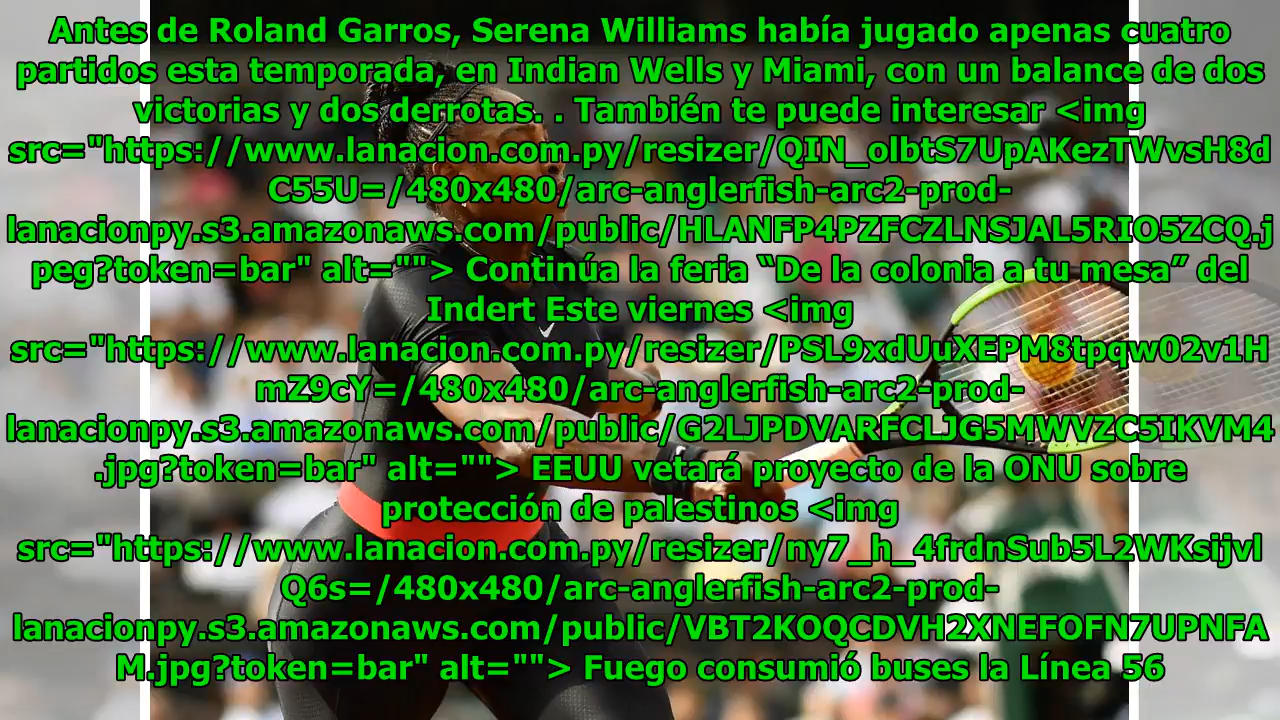 Antes de Roland Garros, Serena Williams había jugado apenas cuatro
partidos esta temporada, en Indian Wells y Miami, con un balance de dos
victorias y dos derrotas. . También te puede interesar <img
src="https://www.lanacion.com.py/resizer/QIN_olbtS7UpAKezTWvsH8d
C55U=/480x480/arc-anglerfish-arc2-prod-
lanacionpy.s3.amazonaws.com/public/HLANFP4PZFCZLNSJAL5RIO5ZCQ.j
peg?token=bar" alt=""> Continúa la feria “De la colonia a tu mesa” del
Indert Este viernes <img
src="https://www.lanacion.com.py/resizer/PSL9xdUuXEPM8tpqw02v1H
mZ9cY=/480x480/arc-anglerfish-arc2-prod-
lanacionpy.s3.amazonaws.com/public/G2LJPDVARFCLJG5MWVZC5IKVM4
.jpg?token=bar" alt=""> EEUU vetará proyecto de la ONU sobre
protección de palestinos <img
src="https://www.lanacion.com.py/resizer/ny7_h_4frdnSub5L2WKsijvl
Q6s=/480x480/arc-anglerfish-arc2-prod-
lanacionpy.s3.amazonaws.com/public/VBT2KOQCDVH2XNEFOFN7UPNFA
M.jpg?token=bar" alt=""> Fuego consumió buses la Línea 56